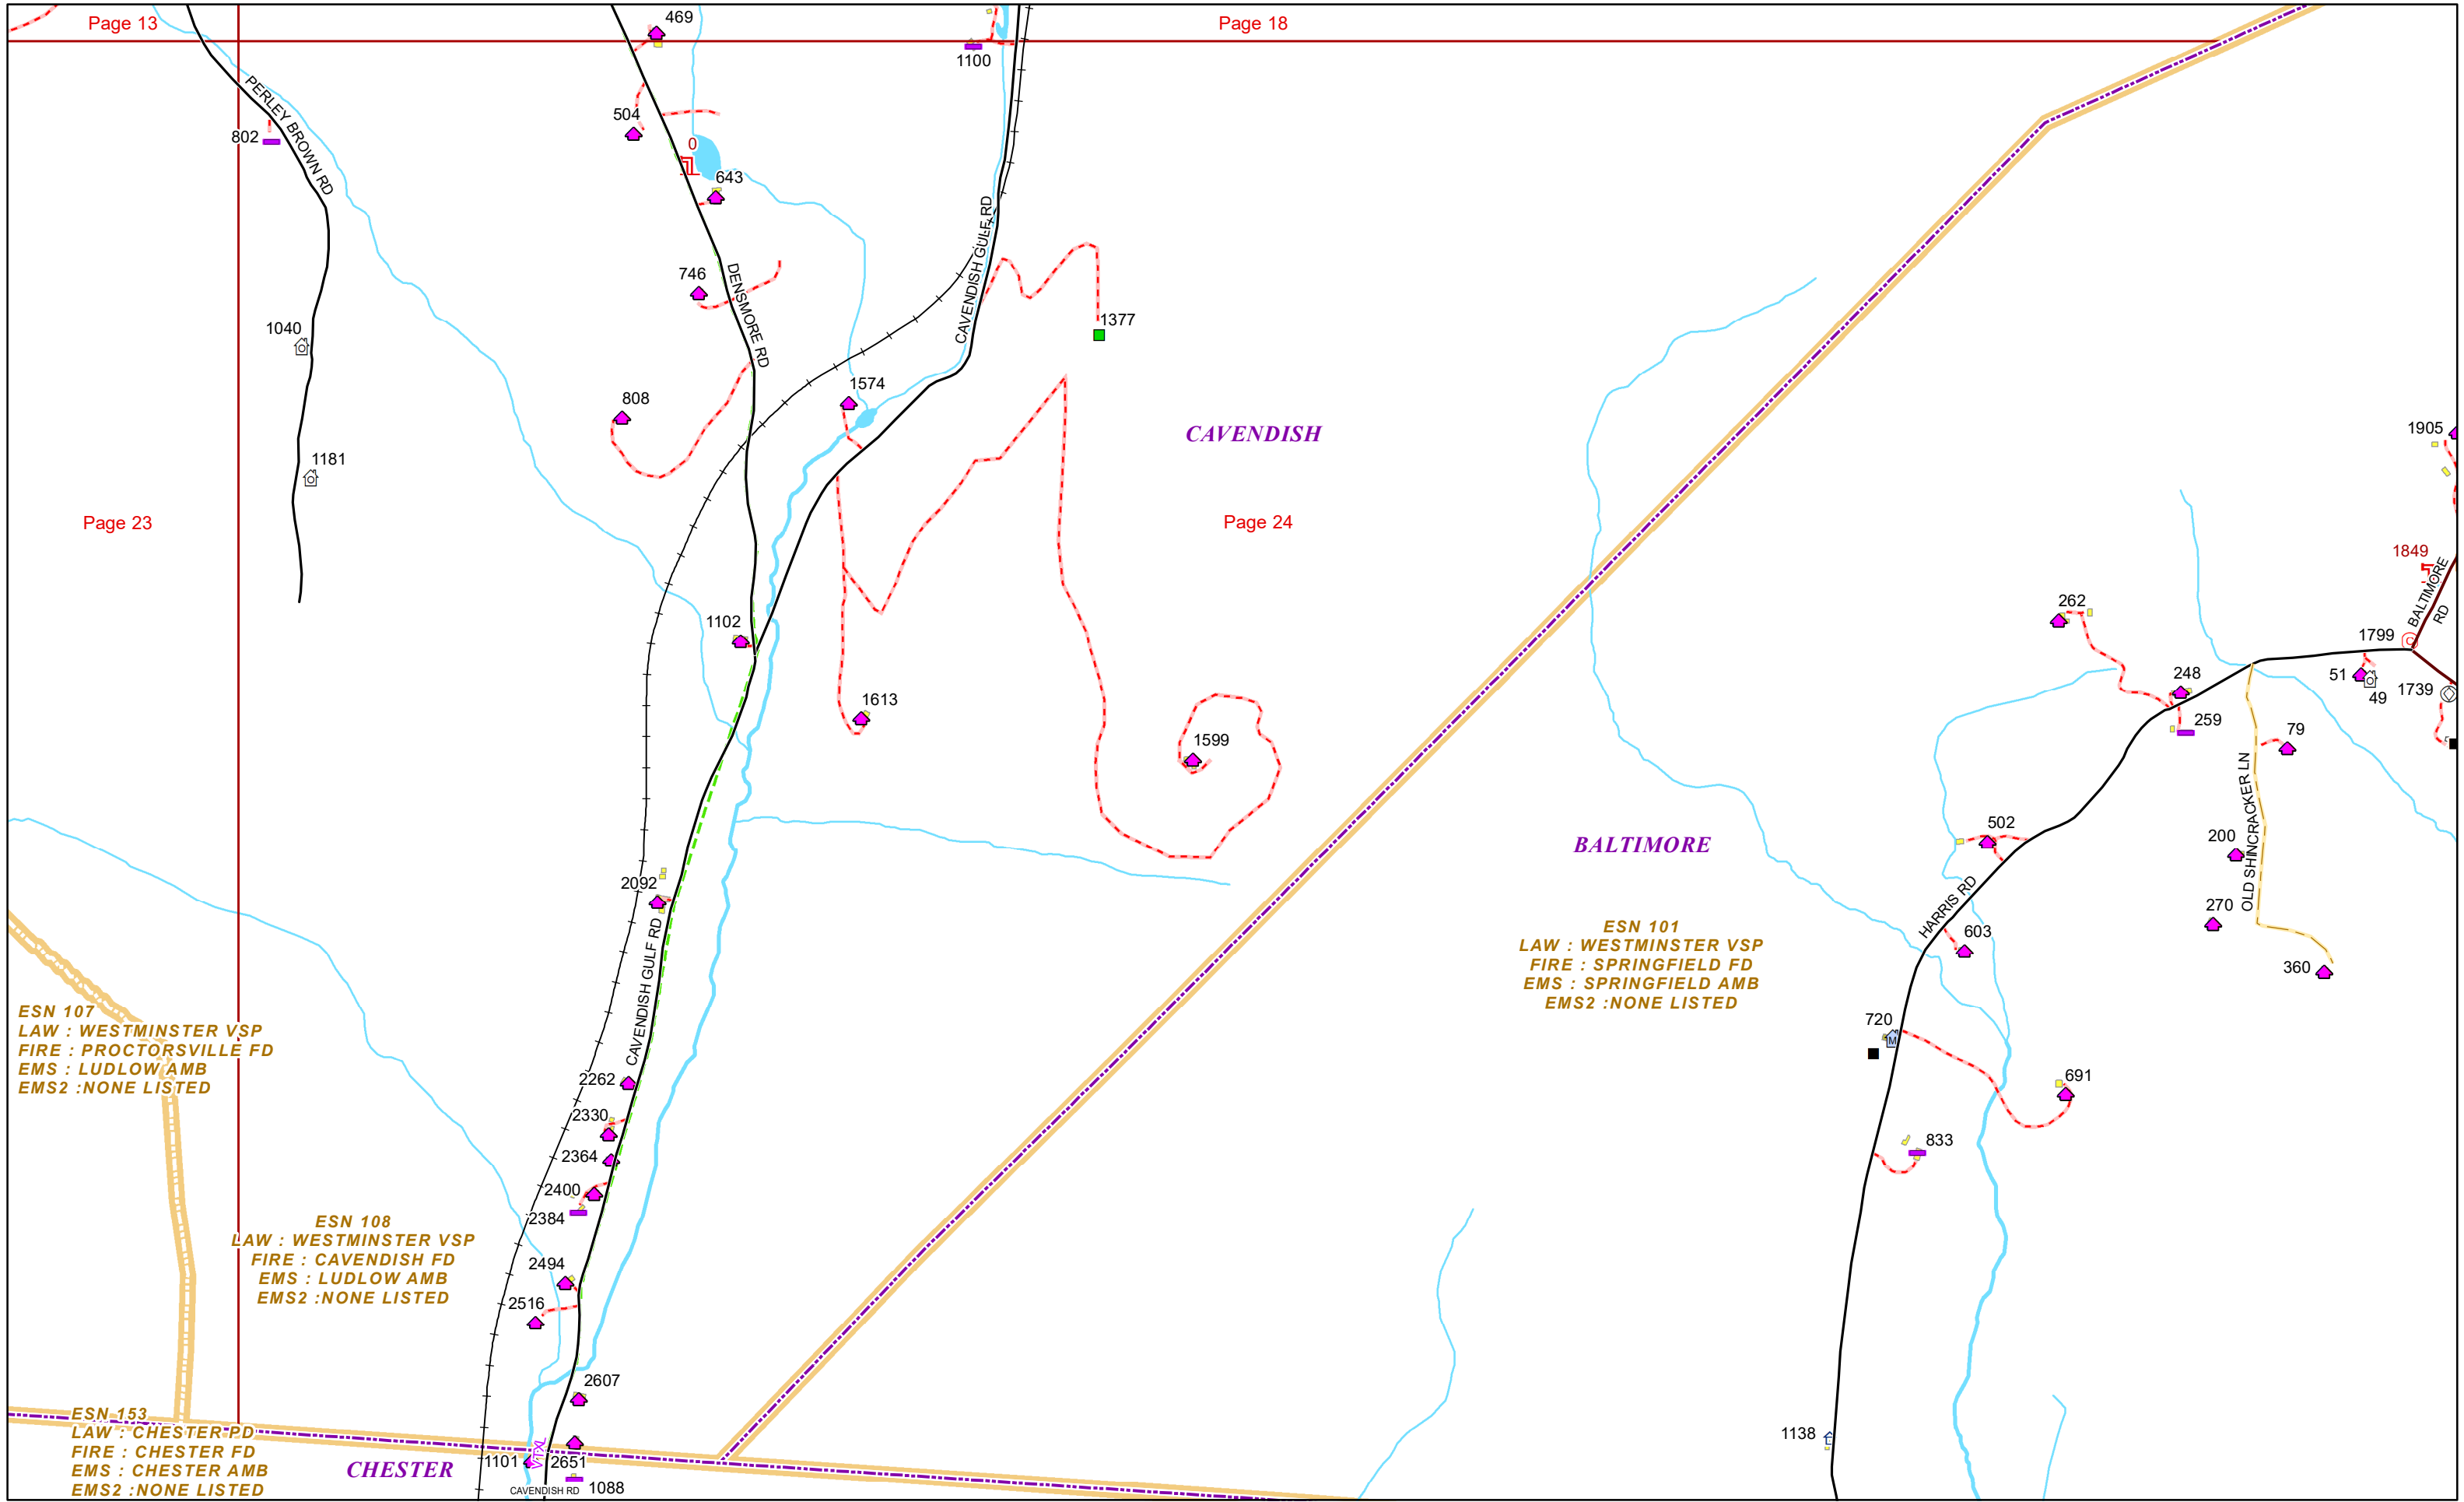 Page 13
469
Page 18
1100
PERLEY BROWN RD
802
504
0
643
CAVENDISH GULF RD
746
DENSMORE RD
1377
1040
1574
808
CAVENDISH
1905
1181
Page 23
Page 24
1849
BALTIMORE
RD
262
1102
1799
248
51
49
1739
1613
259
79
1599
OLD SHINCRACKER LN
502
200
BALTIMORE
2092
HARRIS RD
270
CAVENDISH GULF RD
603
360
ESN 101
LAW : WESTMINSTER VSP
FIRE : SPRINGFIELD FD
EMS : SPRINGFIELD AMB
EMS2 :NONE LISTED
ESN 107
LAW : WESTMINSTER VSP
FIRE : PROCTORSVILLE FD
EMS : LUDLOW AMB
EMS2 :NONE LISTED
720
M
2262
691
2330
833
2364
2400
2384
ESN 108
LAW : WESTMINSTER VSP
FIRE : CAVENDISH FD
EMS : LUDLOW AMB
EMS2 :NONE LISTED
2494
2516
2607
ESN 153
LAW : CHESTER PD
FIRE : CHESTER FD
EMS : CHESTER AMB
EMS2 :NONE LISTED
CHESTER
1138
VTXL
1101
2651
1088
CAVENDISH RD